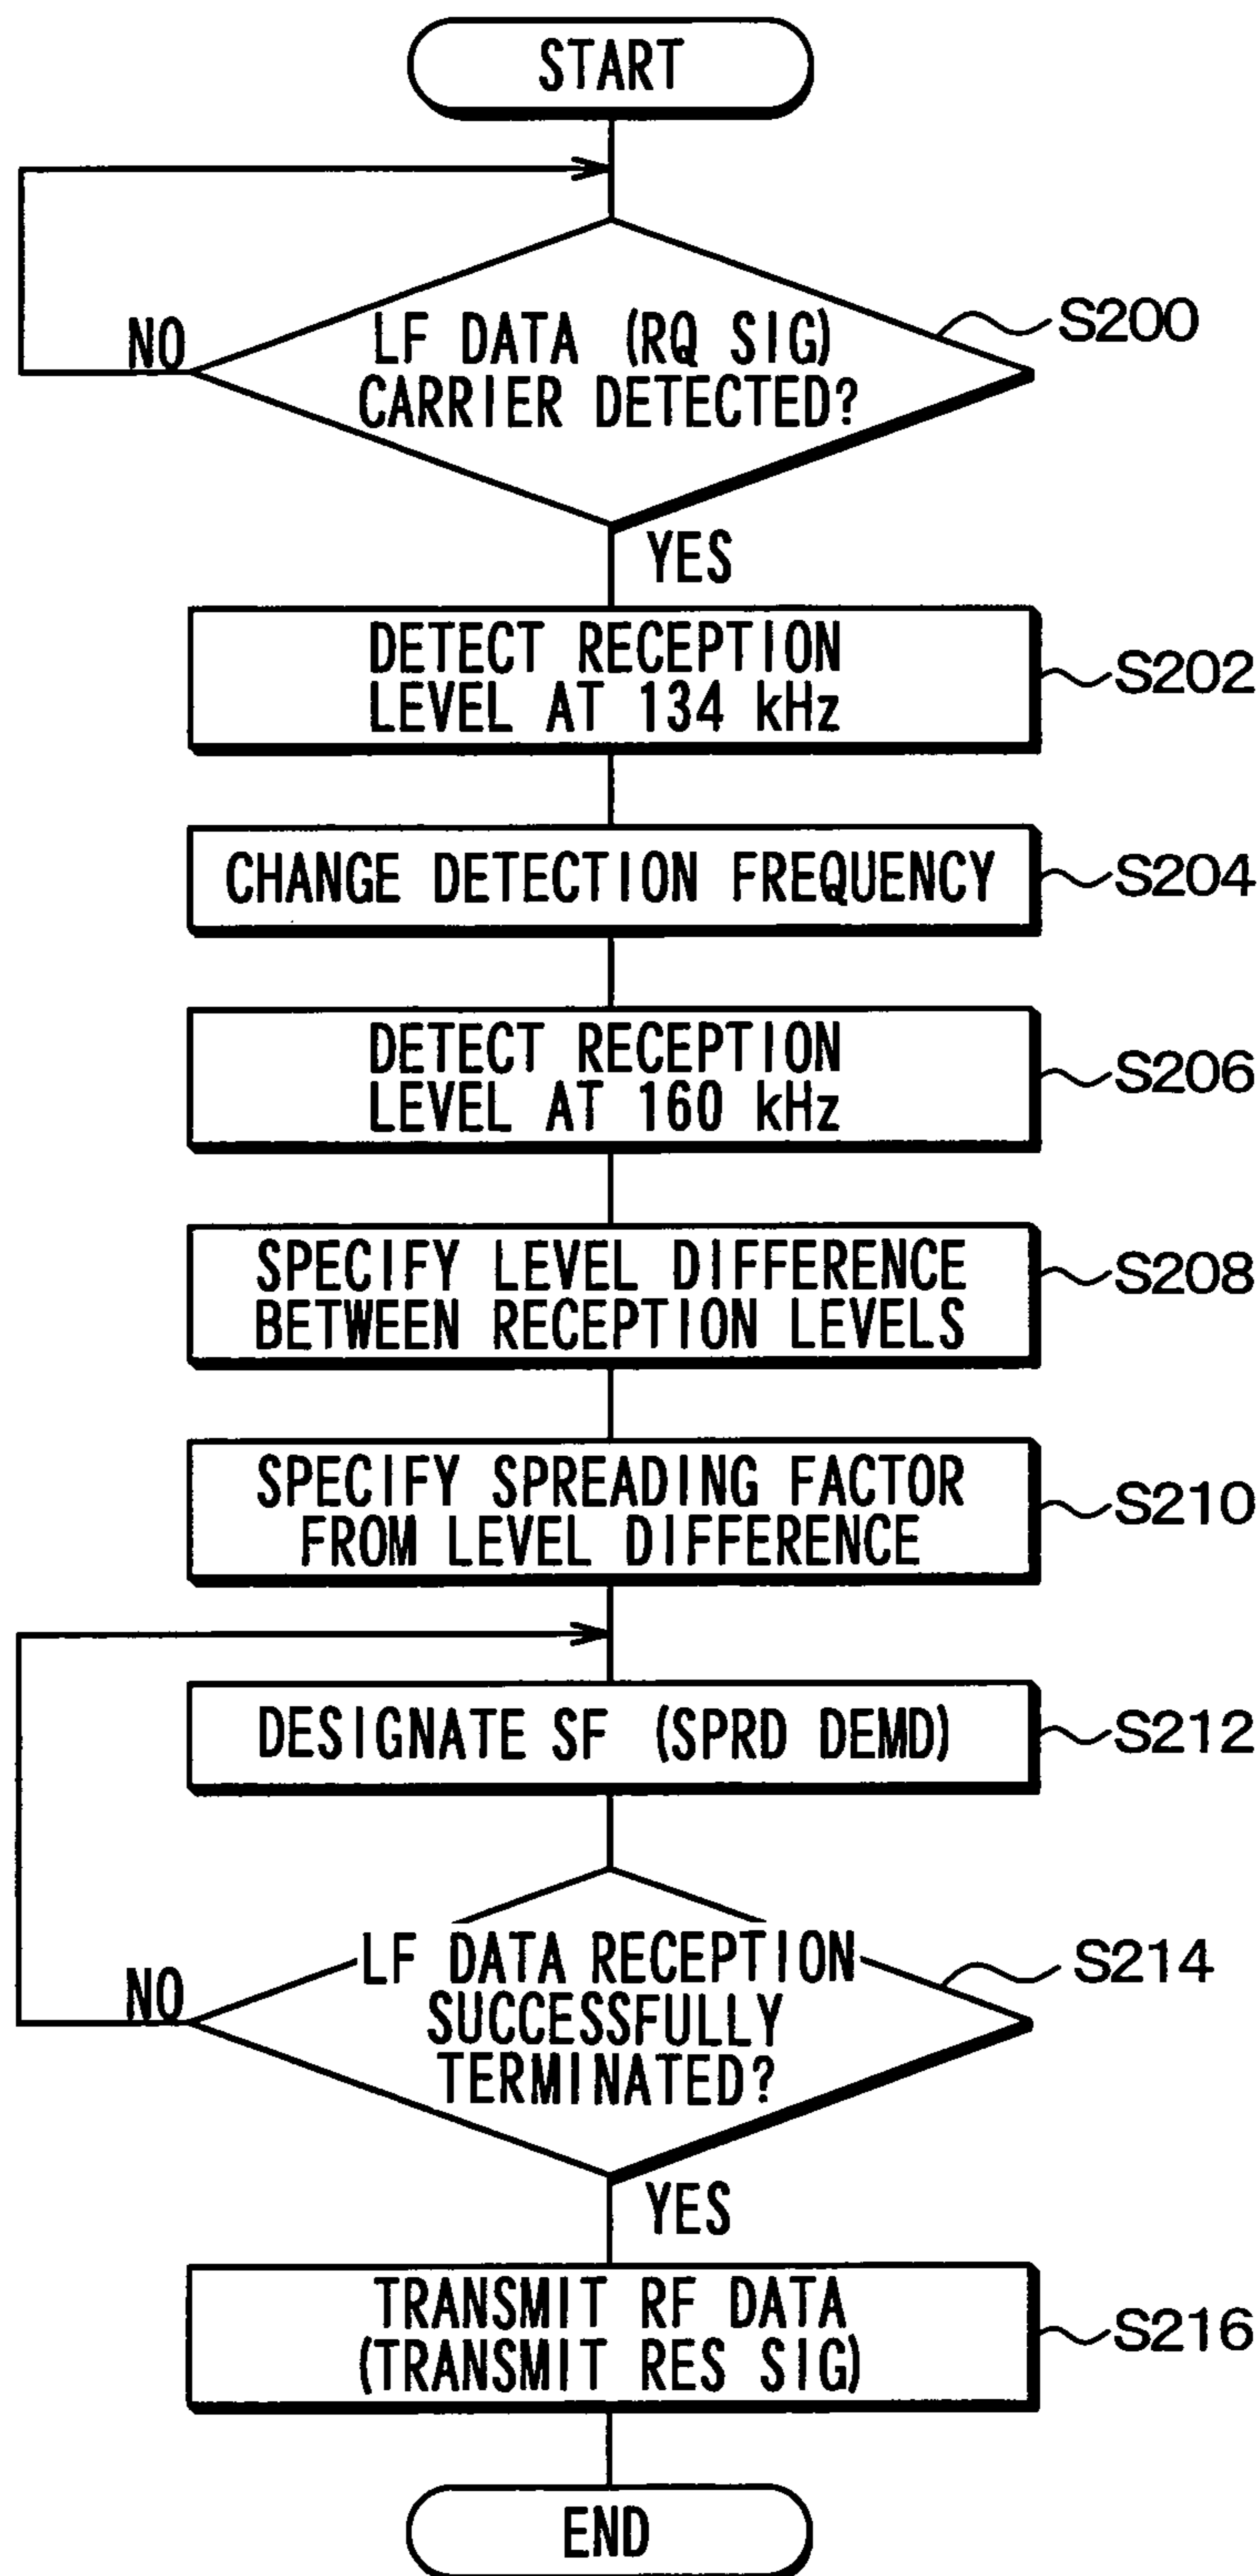 START
LF DATA (RQ SIG)
CARRIER DETECTED?
S200
NO
YES
DETECT RECEPTION
LEVEL AT 134 kHz
S202
CHANGE DETECTION FREQUENCY
S204
DETECT RECEPTION
LEVEL AT 160 kHz
S206
SPECIFY LEVEL DIFFERENCE
BETWEEN RECEPTION LEVELS
S208
SPECIFY SPREADING FACTOR
FROM LEVEL DIFFERENCE
S210
DESIGNATE SF (SPRD DEMD)
S212
LF DATA RECEPTION
SUCCESSFULLY
TERMINATED?
S214
NO
YES
TRANSMIT RF DATA
(TRANSMIT RES SIG)
S216
END